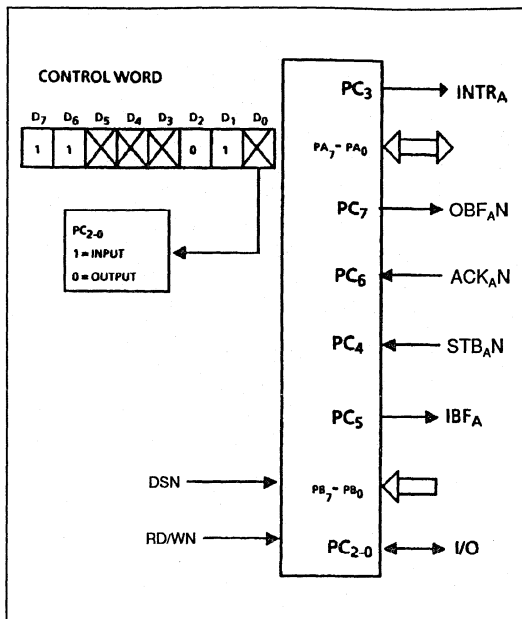 CONTROL WORD
D7 D6 D5 D4 D3 D2 D1 D0
1 1 0 1
PC2-0
1 = INPUT
0 = OUTPUT
PC3 INTRA
PA7 - PA0
PC7 OBFAN
PC6 ACKAN
PC4 STBAN
PC5 IBFA
DSN PB7 - PB0
RD/WN
PC2-0 I/O